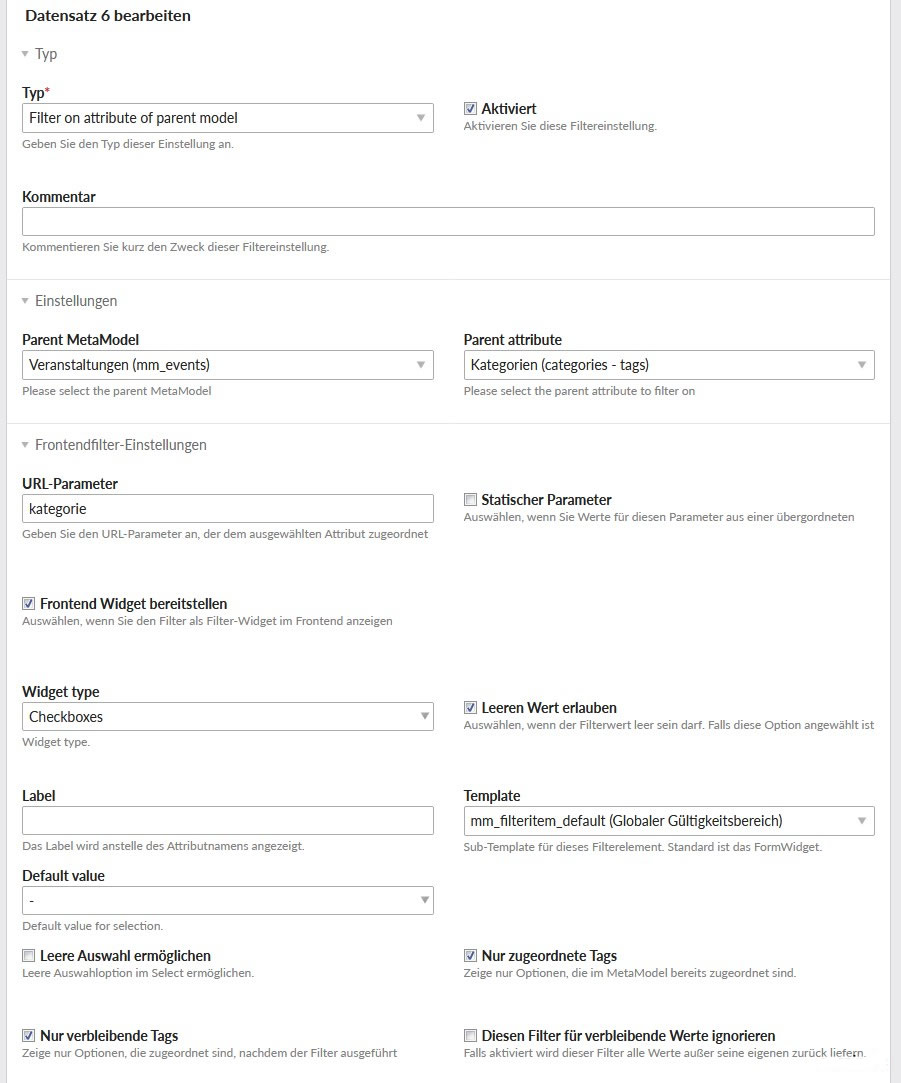 Datensatz 6 bearbeiten
Typ
Typ*
Filter on attribute of parent model
Geben Sie den Typ dieser Einstellung an.
Aktiviert
Aktivieren Sie diese Filtereinstellung.
Kommentar
Kommentieren Sie kurz den Zweck dieser Filtereinstellung.
Einstellungen
Parent MetaModel
Veranstaltungen (mm_events)
Please select the parent MetaModel
Parent attribute
Kategorien (categories - tags)
Please select the parent attribute to filter on
Frontendfilter-Einstellungen
URL-Parameter
kategorie
Geben Sie den URL-Parameter an, der dem ausgewählten Attribut zugeordnet
Statischer Parameter
Auswählen, wenn Sie Werte für diesen Parameter aus einer übergordneten
Frontend Widget bereitstellen
Auswählen, wenn Sie den Filter als Filter-Widget im Frontend anzeigen
Widget type
Checkboxes
Widget type.
Leeren Wert erlauben
Auswählen, wenn der Filterwert leer sein darf. Falls diese Option angewählt ist
Label
Das Label wird anstelle des Attributnamens angezeigt.
Template
mm_filteritem_default (Globaler Gültigkeitsbereich)
Sub-Template für dieses Filterelement. Standard ist das FormWidget.
Default value
-
Default value for selection.
Leere Auswahl ermöglichen
Leere Auswahloption im Select ermöglichen.
Nur zugeordnete Tags
Zeige nur Optionen, die im MetaModel bereits zugeordnet sind.
Nur verbleibende Tags
Zeige nur Optionen, die zugeordnet sind, nachdem der Filter ausgeführt
Diesen Filter für verbleibende Werte ignorieren
Falls aktiviert wird dieser Filter alle Werte außer seine eigenen zurück liefern.